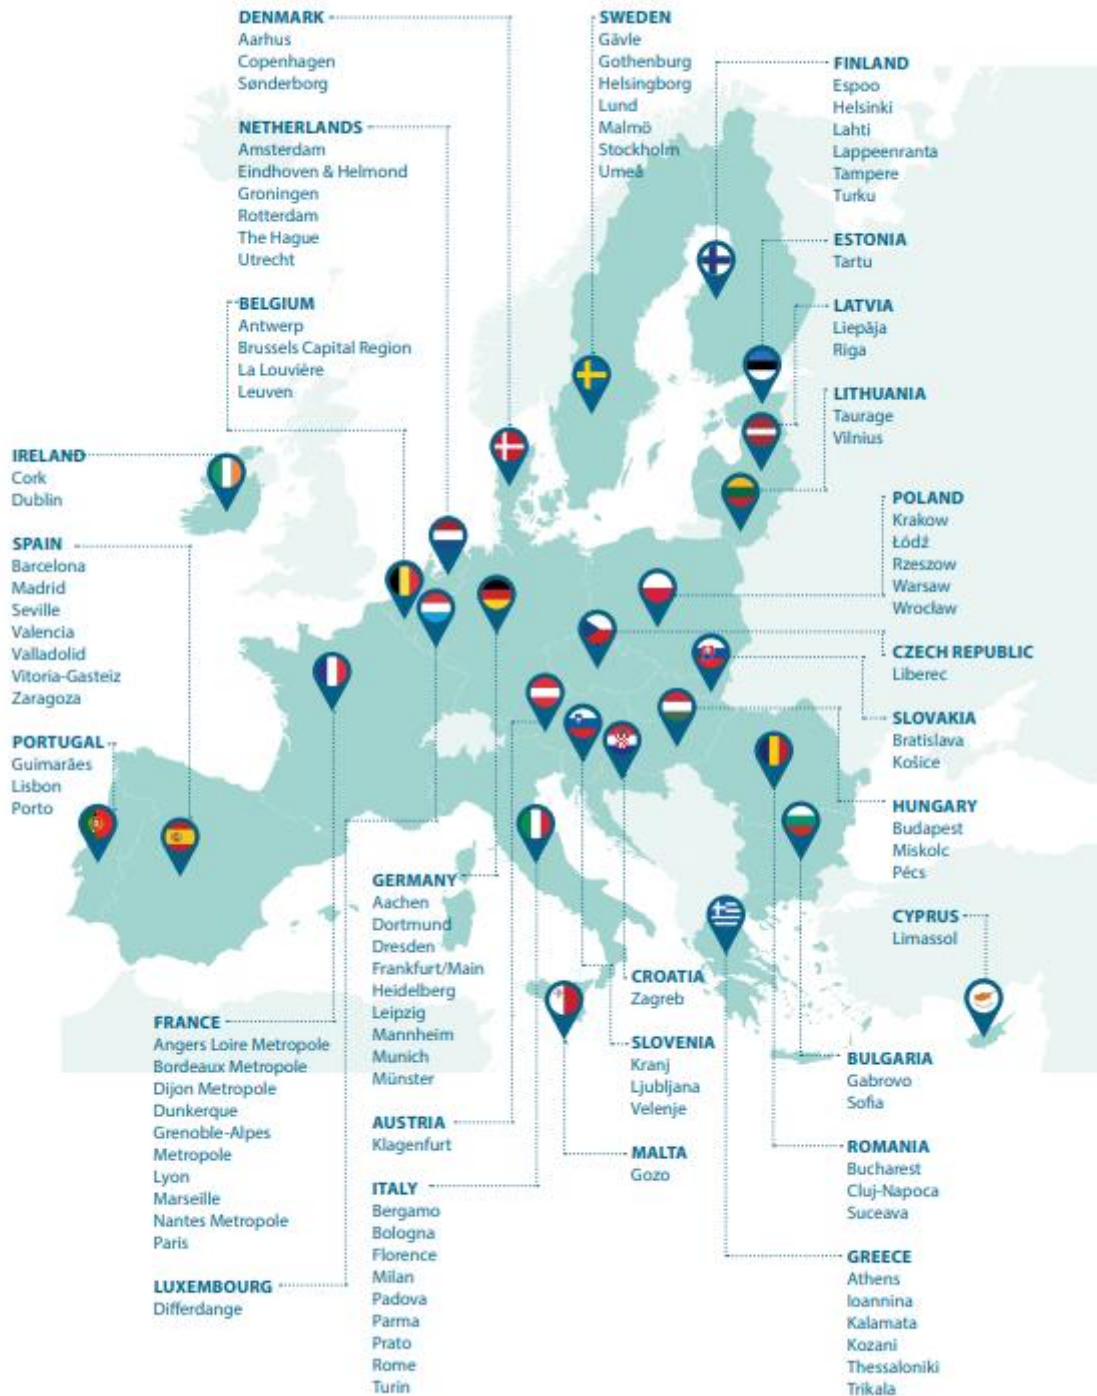 DENMARK
Aarhus
Copenhagen
Sønderborg
NETHERLANDS
Amsterdam
Eindhoven & Helmond
Groningen
Rotterdam
The Hague
Utrecht
BELGIUM
Antwerp
Brussels Capital Region
La Louvière
Leuven
IRELAND
Cork
Dublin
SPAIN
Barcelona
Madrid
Seville
Valencia
Valladolid
Vitoria-Gasteiz
Zaragoza
PORTUGAL
Guimarães
Lisbon
Porto
SWEDEN
Gävle
Gothenburg
Helsingborg
Lund
Malmö
Stockholm
Umeå
FINLAND
Espoo
Helsinki
Lahti
Lappeenranta
Tampere
Turku
ESTONIA
Tartu
LATVIA
Liepāja
Riga
LITHUANIA
Taurage
Vilnius
POLAND
Krakow
Łódź
Rzeszow
Warsaw
Wrocław
CZECH REPUBLIC
Liberec
SLOVAKIA
Bratislava
Košice
HUNGARY
Budapest
Miskolc
Pécs
CYPRUS
Limassol
FRANCE
Angers Loire Metropole
Bordeaux Metropole
Dijon Metropole
Dunkerque
Grenoble-Alpes
Metropole
Lyon
Marseille
Nantes Metropole
Paris
LUXEMBOURG
Differdange
GERMANY
Aachen
Dortmund
Dresden
Frankfurt/Main
Heidelberg
Leipzig
Mannheim
Munich
Münster
AUSTRIA
Klagenfurt
ITALY
Bergamo
Bologna
Florence
Milan
Padova
Parma
Prato
Rome
Turin
CROATIA
Zagreb
SLOVENIA
Kranj
Ljubljana
Velenje
MALTA
Gozo
BULGARIA
Gabrovo
Sofia
ROMANIA
Bucharest
Cluj-Napoca
Suceava
GREECE
Athens
Ioannina
Kalamata
Kozani
Thessaloniki
Trikala